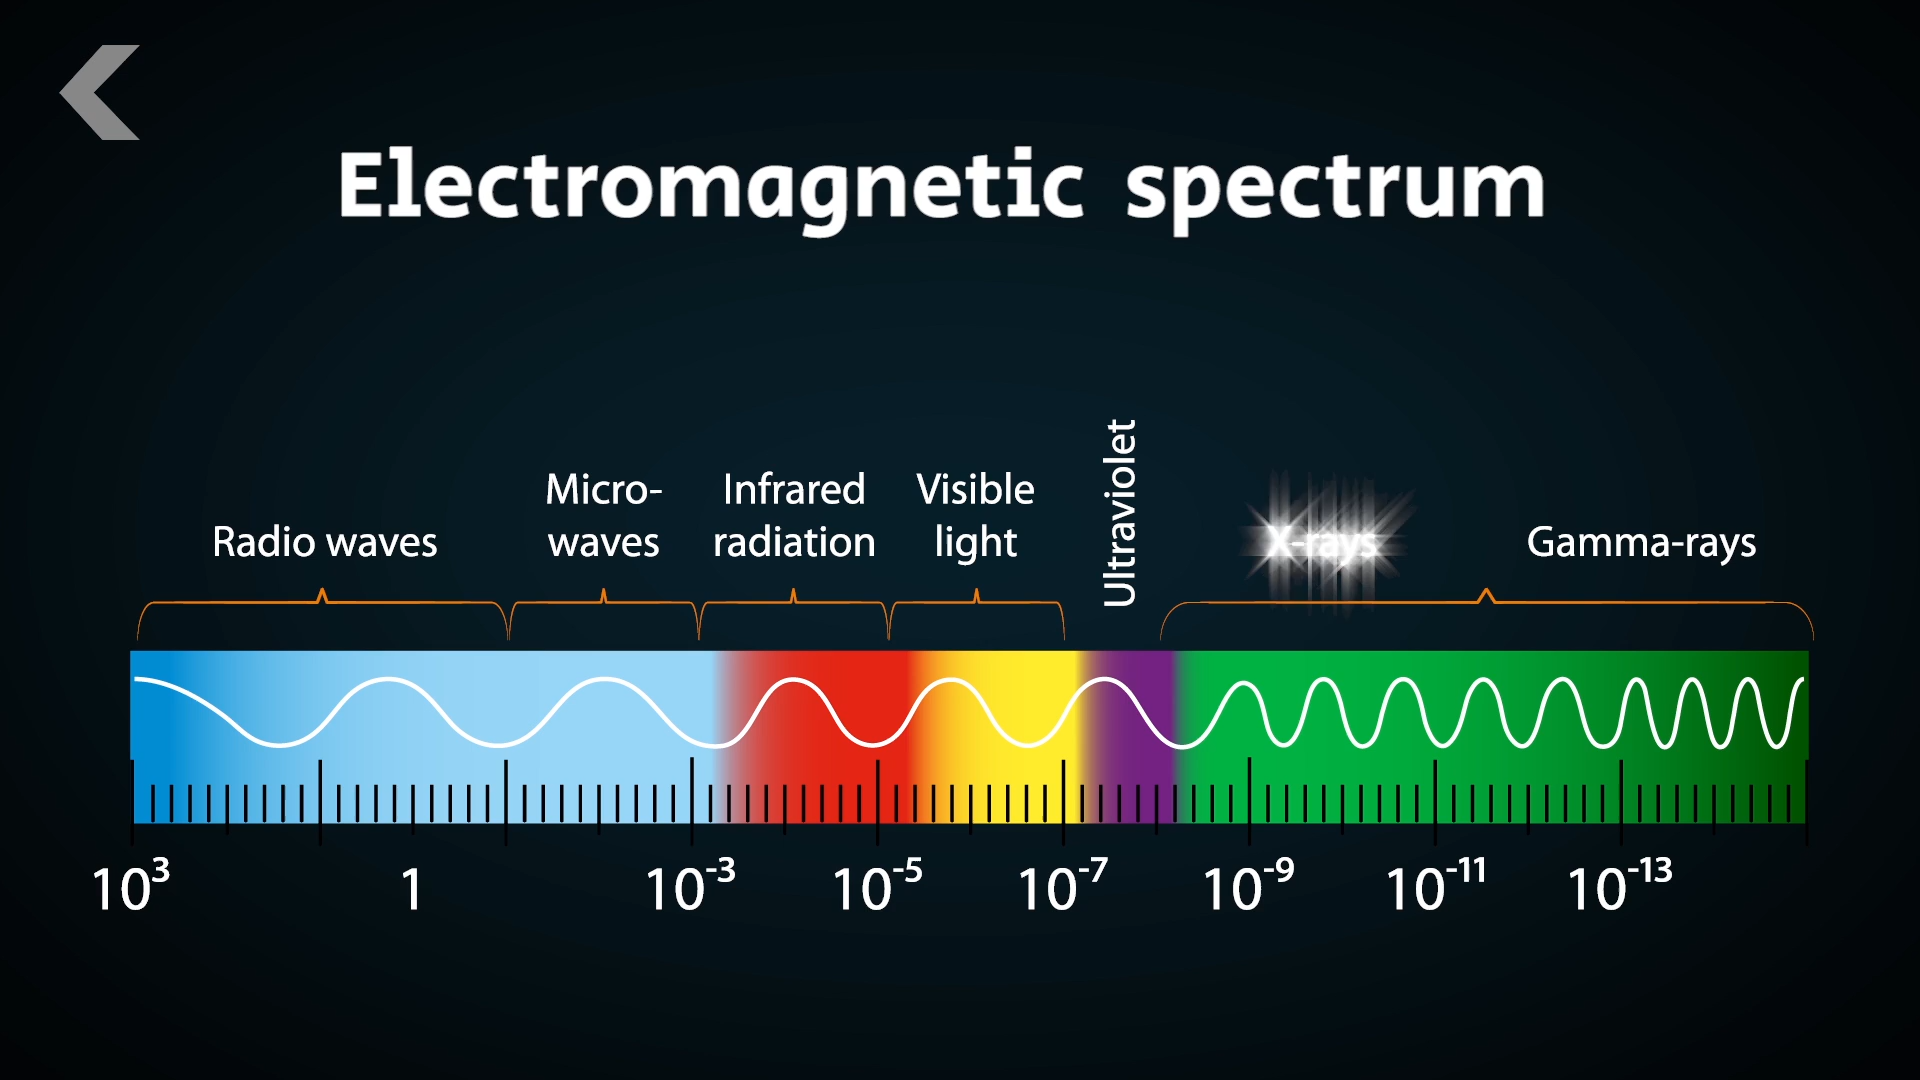 Electromagnetic spectrum
Radio waves
Micro-
waves
Infrared
radiation
Visible
light
Ultraviolet
X-rays
Gamma-rays
10³ 1 10⁻³ 10⁻⁵ 10⁻⁷ 10⁻⁹ 10⁻¹¹ 10⁻¹³